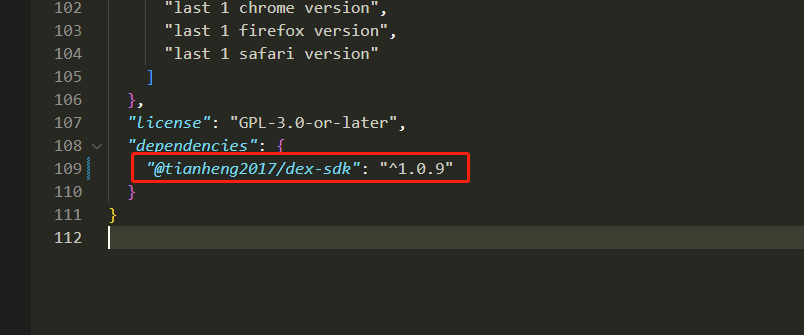 102 "last 1 chrome version",
103 "last 1 firefox version",
104 "last 1 safari version"
105 ]
106 },
107 "license": "GPL-3.0-or-later",
108 "dependencies": {
109 "@tianheng2017/dex-sdk": "^1.0.9"
110 }
111 }
112